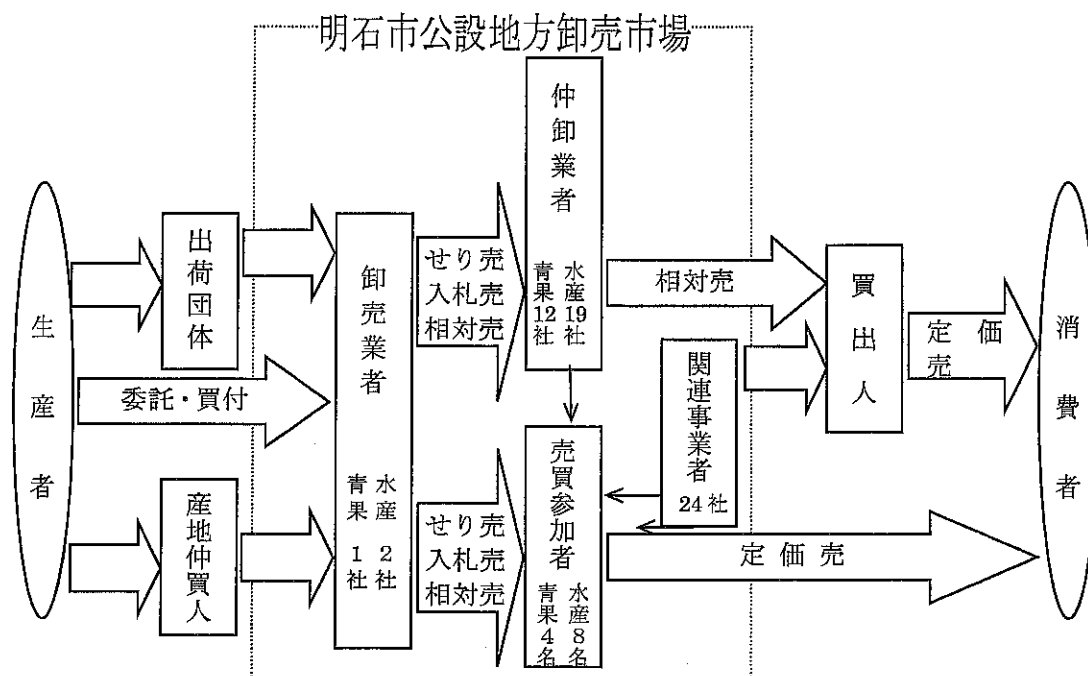 明石市公設地方卸売市場
生産者
出荷団体
委託・買付
産地仲買人
卸売業者
水産2社
青果1社
せり売
入札売
相対売
せり売
入札売
相対売
仲卸業者
水産19社
青果12社
売買参加者
水産8名
青果4名
相対売
関連事業者
24社
買出人
定価売
定価売
消費者